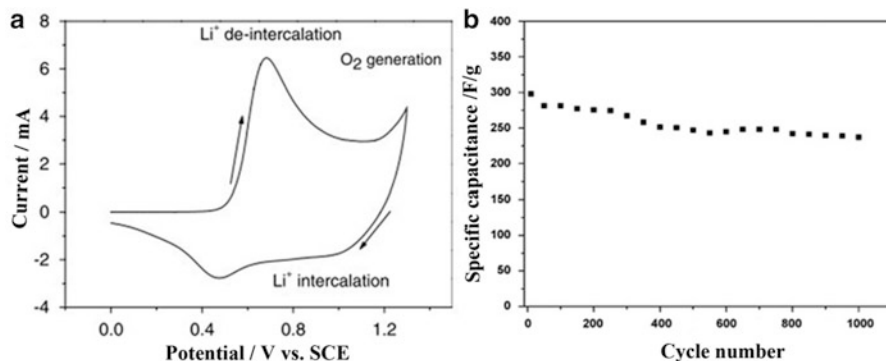 a
Current / mA
8
6
4
2
0
-2
-4
Li+ de-intercalation
O2 generation
Li+ intercalation
0.0
0.4
0.8
1.2
Potential / V vs. SCE
b
Specific capacitance /F/g
400
350
300
250
200
150
100
50
0
0
200
400
600
800
1000
Cycle number